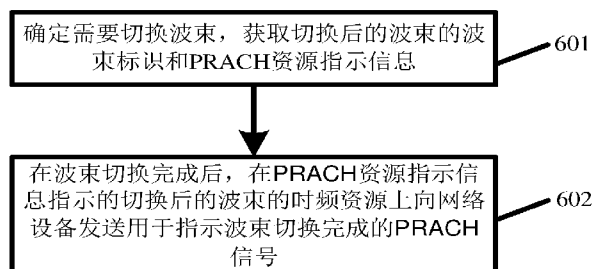 确定需要切换波束，获取切换后的波束的波
束标识和PRACH资源指示信息
601
在波束切换完成后，在PRACH资源指示信
息指示的切换后的波束的时频资源上向网络
设备发送用于指示波束切换完成的PRACH
信号
602